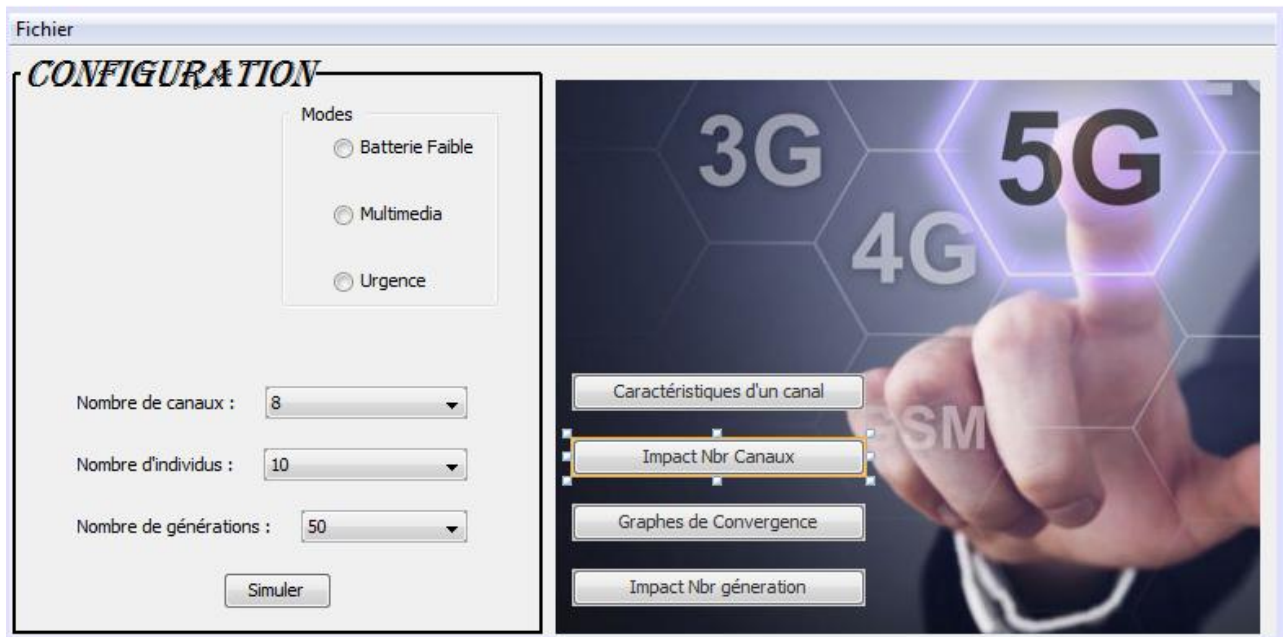 Fichier
CONFIGURATION
Modes
Batterie Faible
Multimedia
Urgence
Nombre de canaux : 8
Nombre d'individus : 10
Nombre de générations : 50
Simuler
3G
5G
4G
GSM
Caractéristiques d'un canal
Impact Nbr Canaux
Graphes de Convergence
Impact Nbr géneration